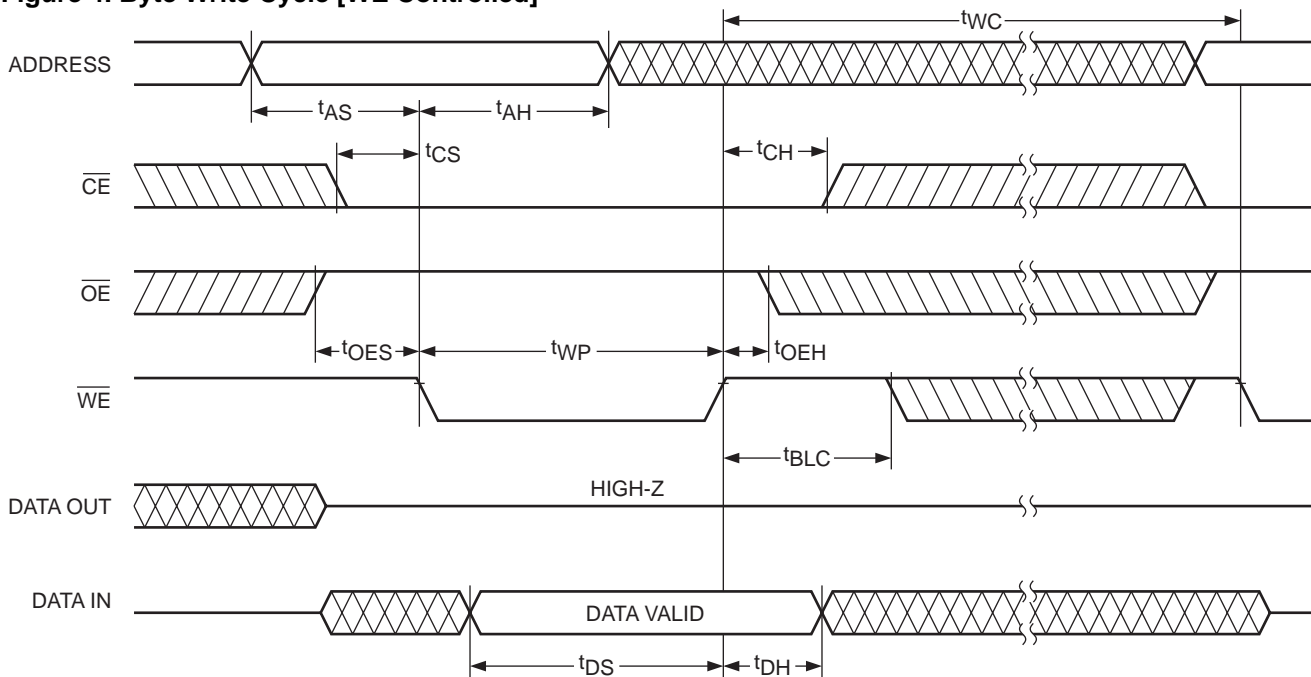 Figure 4. Byte Write Cycle [WE Controlled]
tWC
ADDRESS
tAS
tAH
tCS
tCH
CE
OE
tOES
tWP
tOEH
WE
tBLC
HIGH-Z
DATA OUT
DATA IN
DATA VALID
tDS
tDH